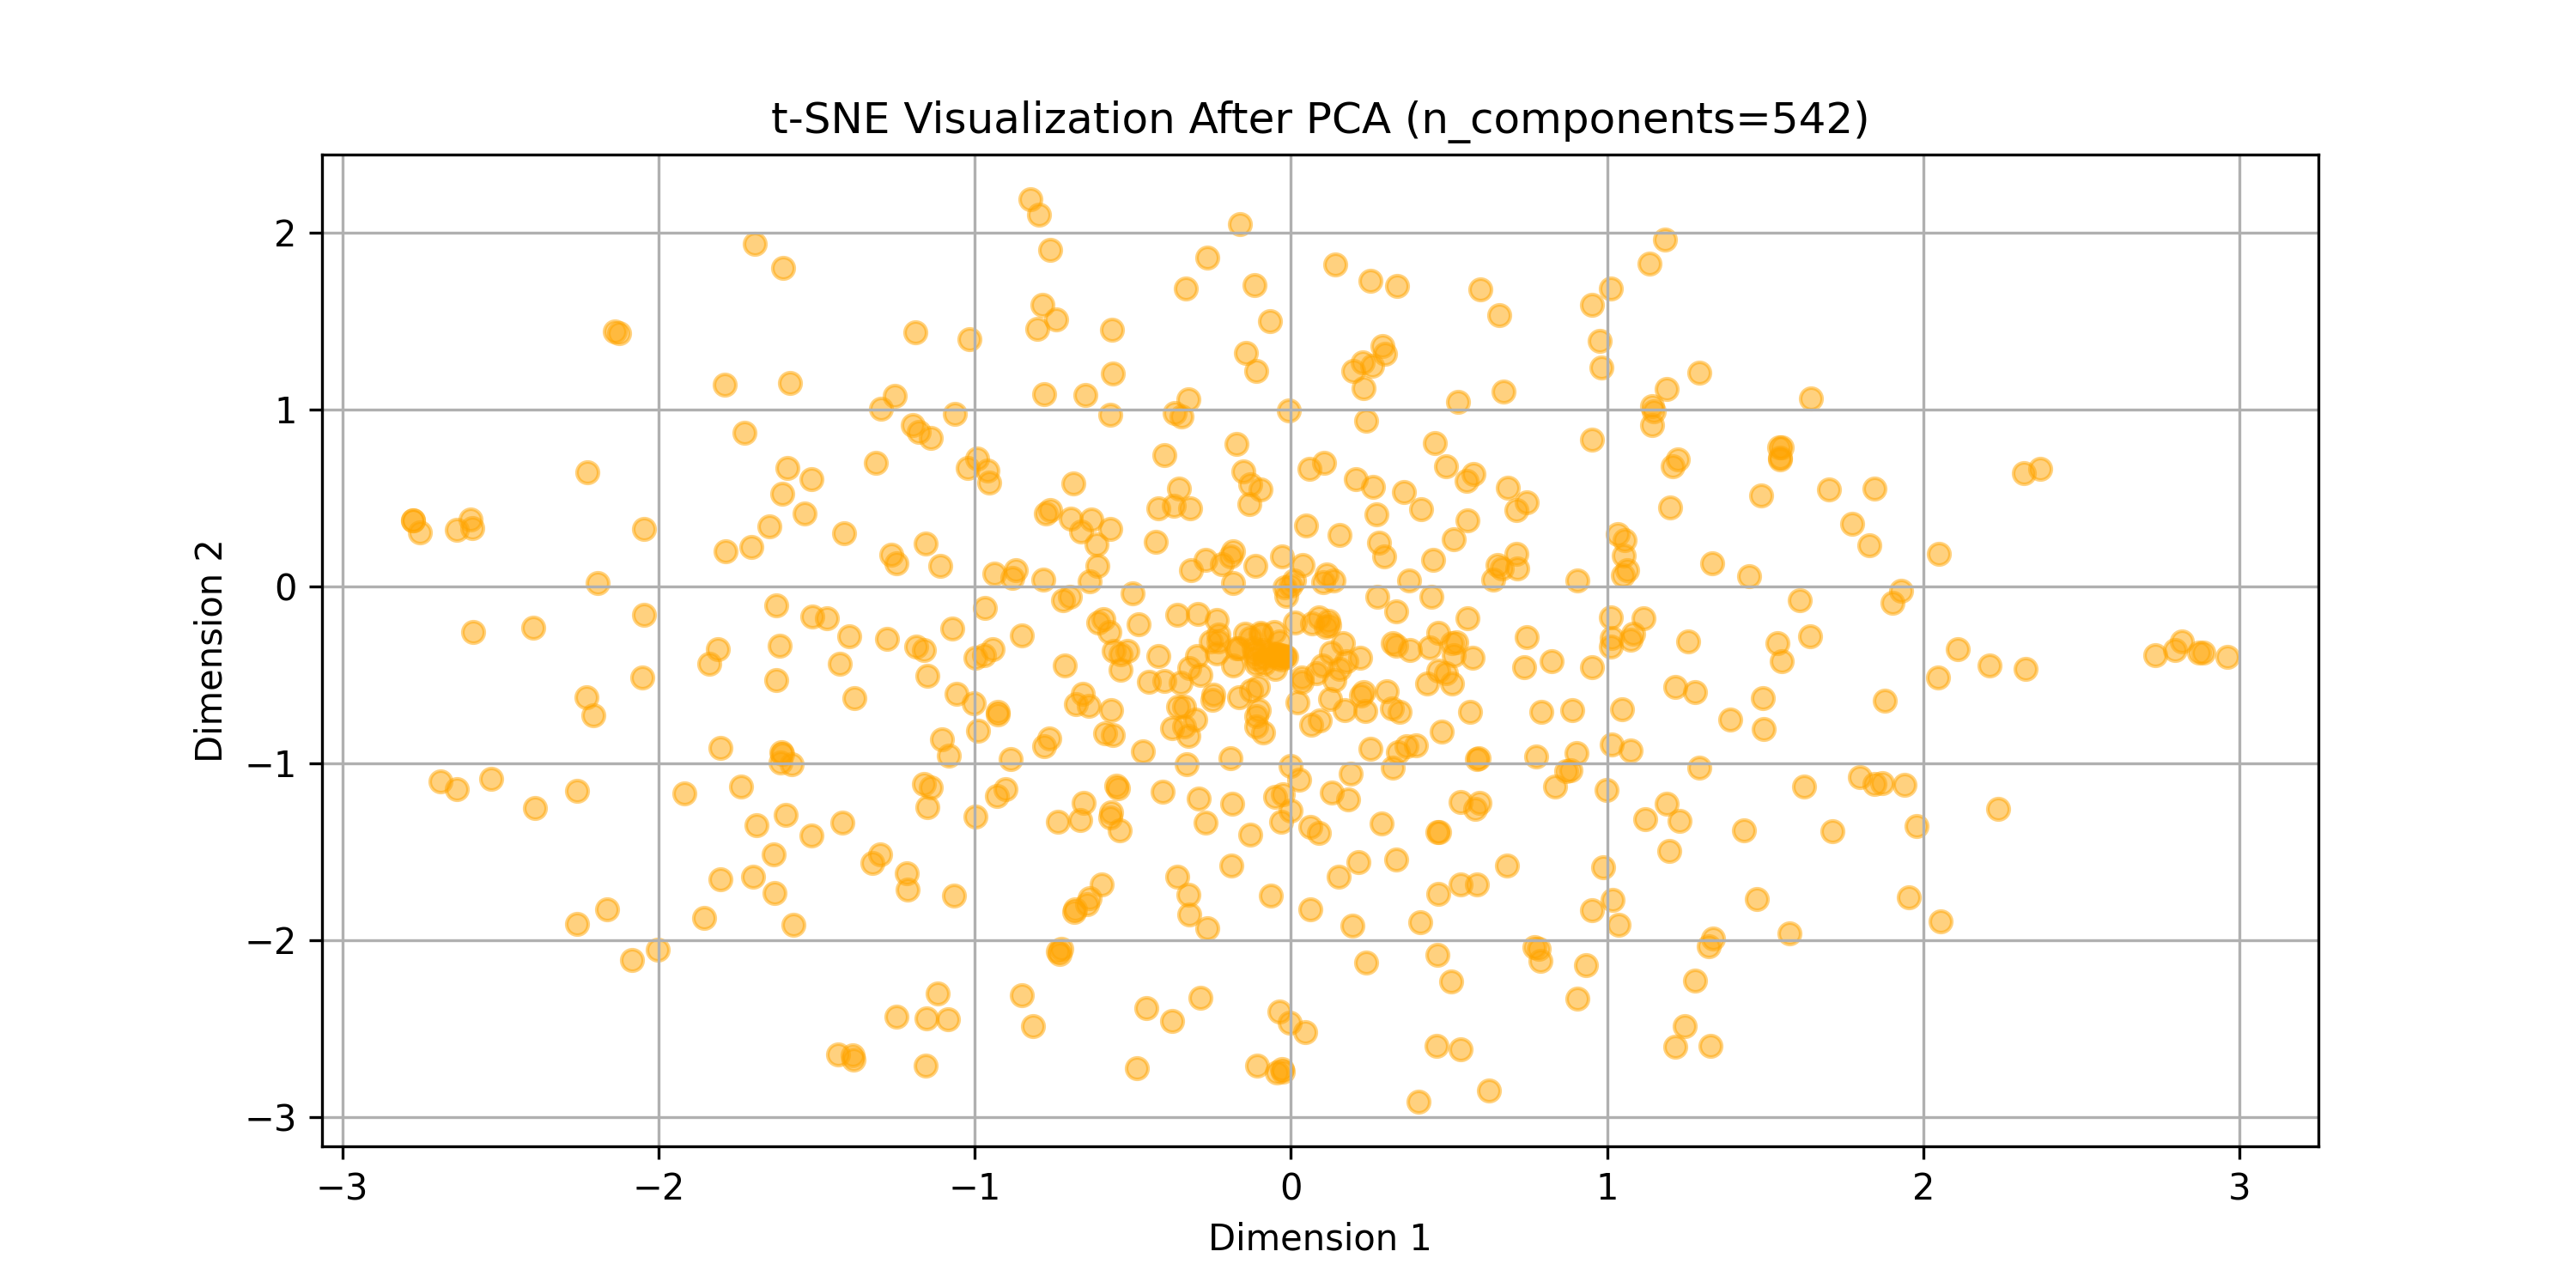 t-SNE Visualization After PCA (n_components=542)
Dimension 2
2
1
0
−1
−2
−3
−3 −2 −1 0 1 2 3
Dimension 1